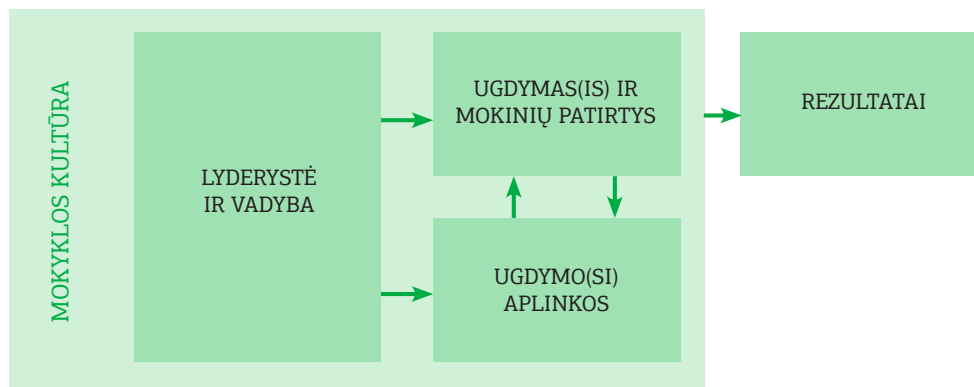 MOKYKLOS KULTŪRA
LYDERYSTĖ
IR VADYBA
UGDYMAS(IS) IR
MOKINIŲ PATIRTYS
UGDYMO(SI)
APLINKOS
REZULTATAI